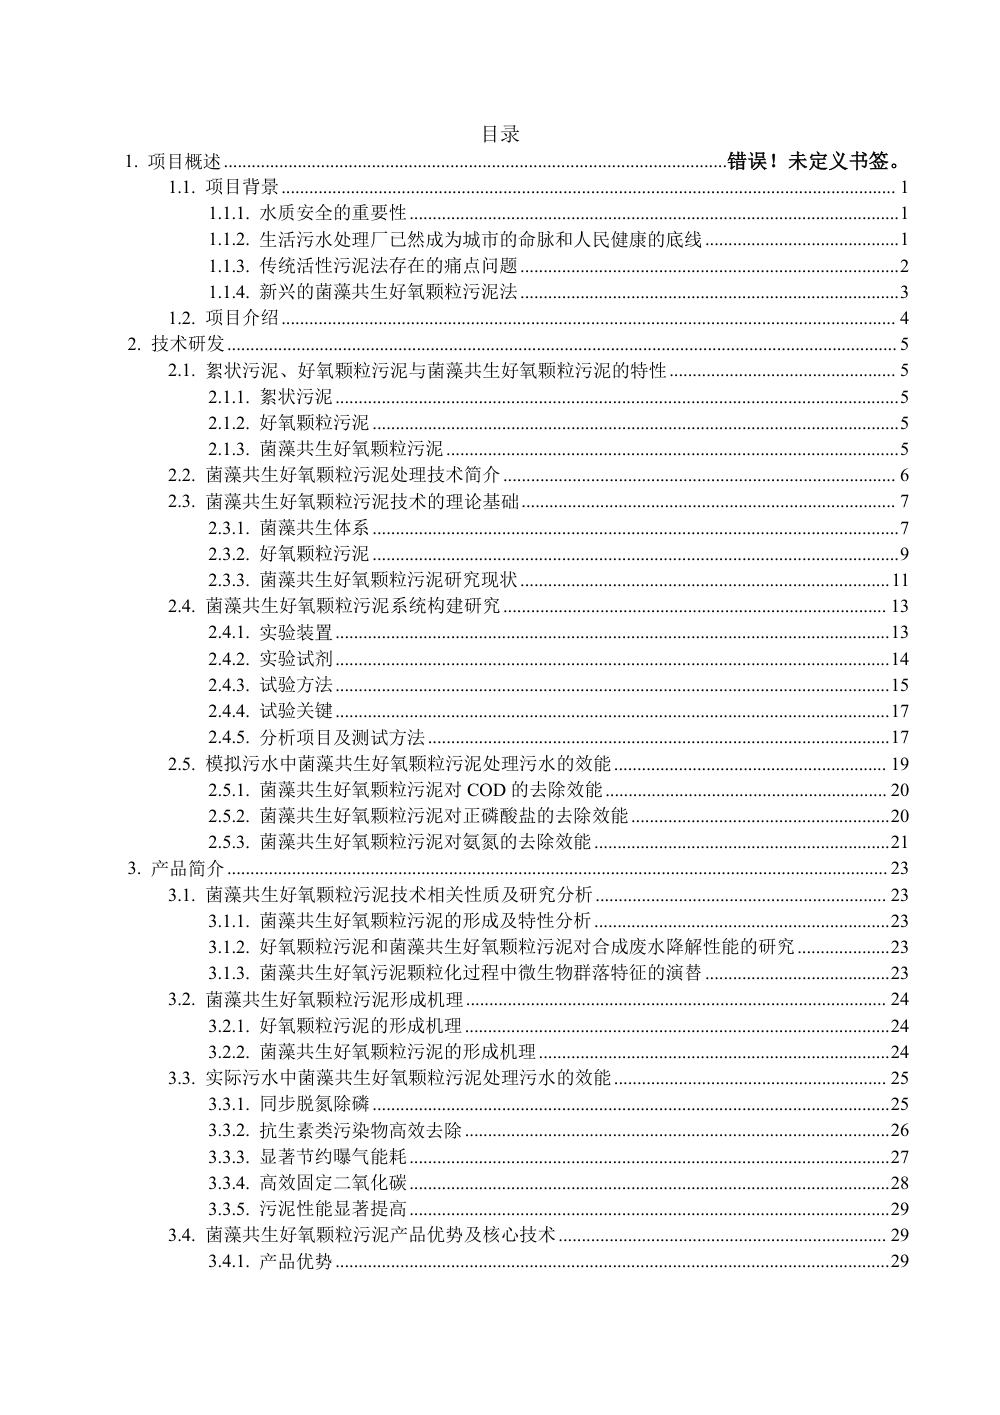 目录
1. 项目概述........错误！未定义书签。
1.1. 项目背景........1
1.1.1. 水质安全的重要性........1
1.1.2. 生活污水处理厂已然成为城市的命脉和人民健康的底线........1
1.1.3. 传统活性污泥法存在的痛点问题........2
1.1.4. 新兴的菌藻共生好氧颗粒污泥法........3
1.2. 项目介绍........4
2. 技术研发........5
2.1. 絮状污泥、好氧颗粒污泥与菌藻共生好氧颗粒污泥的特性........5
2.1.1. 絮状污泥........5
2.1.2. 好氧颗粒污泥........5
2.1.3. 菌藻共生好氧颗粒污泥........5
2.2. 菌藻共生好氧颗粒污泥处理技术简介........6
2.3. 菌藻共生好氧颗粒污泥技术的理论基础........7
2.3.1. 菌藻共生体系........7
2.3.2. 好氧颗粒污泥........9
2.3.3. 菌藻共生好氧颗粒污泥研究现状........11
2.4. 菌藻共生好氧颗粒污泥系统构建研究........13
2.4.1. 实验装置........13
2.4.2. 实验试剂........14
2.4.3. 试验方法........15
2.4.4. 试验关键........17
2.4.5. 分析项目及测试方法........17
2.5. 模拟污水中菌藻共生好氧颗粒污泥处理污水的效能........19
2.5.1. 菌藻共生好氧颗粒污泥对 COD 的去除效能........20
2.5.2. 菌藻共生好氧颗粒污泥对正磷酸盐的去除效能........20
2.5.3. 菌藻共生好氧颗粒污泥对氨氮的去除效能........21
3. 产品简介........23
3.1. 菌藻共生好氧颗粒污泥技术相关性质及研究分析........23
3.1.1. 菌藻共生好氧颗粒污泥的形成及特性分析........23
3.1.2. 好氧颗粒污泥和菌藻共生好氧颗粒污泥对合成废水降解性能的研究........23
3.1.3. 菌藻共生好氧污泥颗粒化过程中微生物群落特征的演替........23
3.2. 菌藻共生好氧颗粒污泥形成机理........24
3.2.1. 好氧颗粒污泥的形成机理........24
3.2.2. 菌藻共生好氧颗粒污泥的形成机理........24
3.3. 实际污水中菌藻共生好氧颗粒污泥处理污水的效能........25
3.3.1. 同步脱氮除磷........25
3.3.2. 抗生素类污染物高效去除........26
3.3.3. 显著节约曝气能耗........27
3.3.4. 高效固定二氧化碳........28
3.3.5. 污泥性能显著提高........29
3.4. 菌藻共生好氧颗粒污泥产品优势及核心技术........29
3.4.1. 产品优势........29